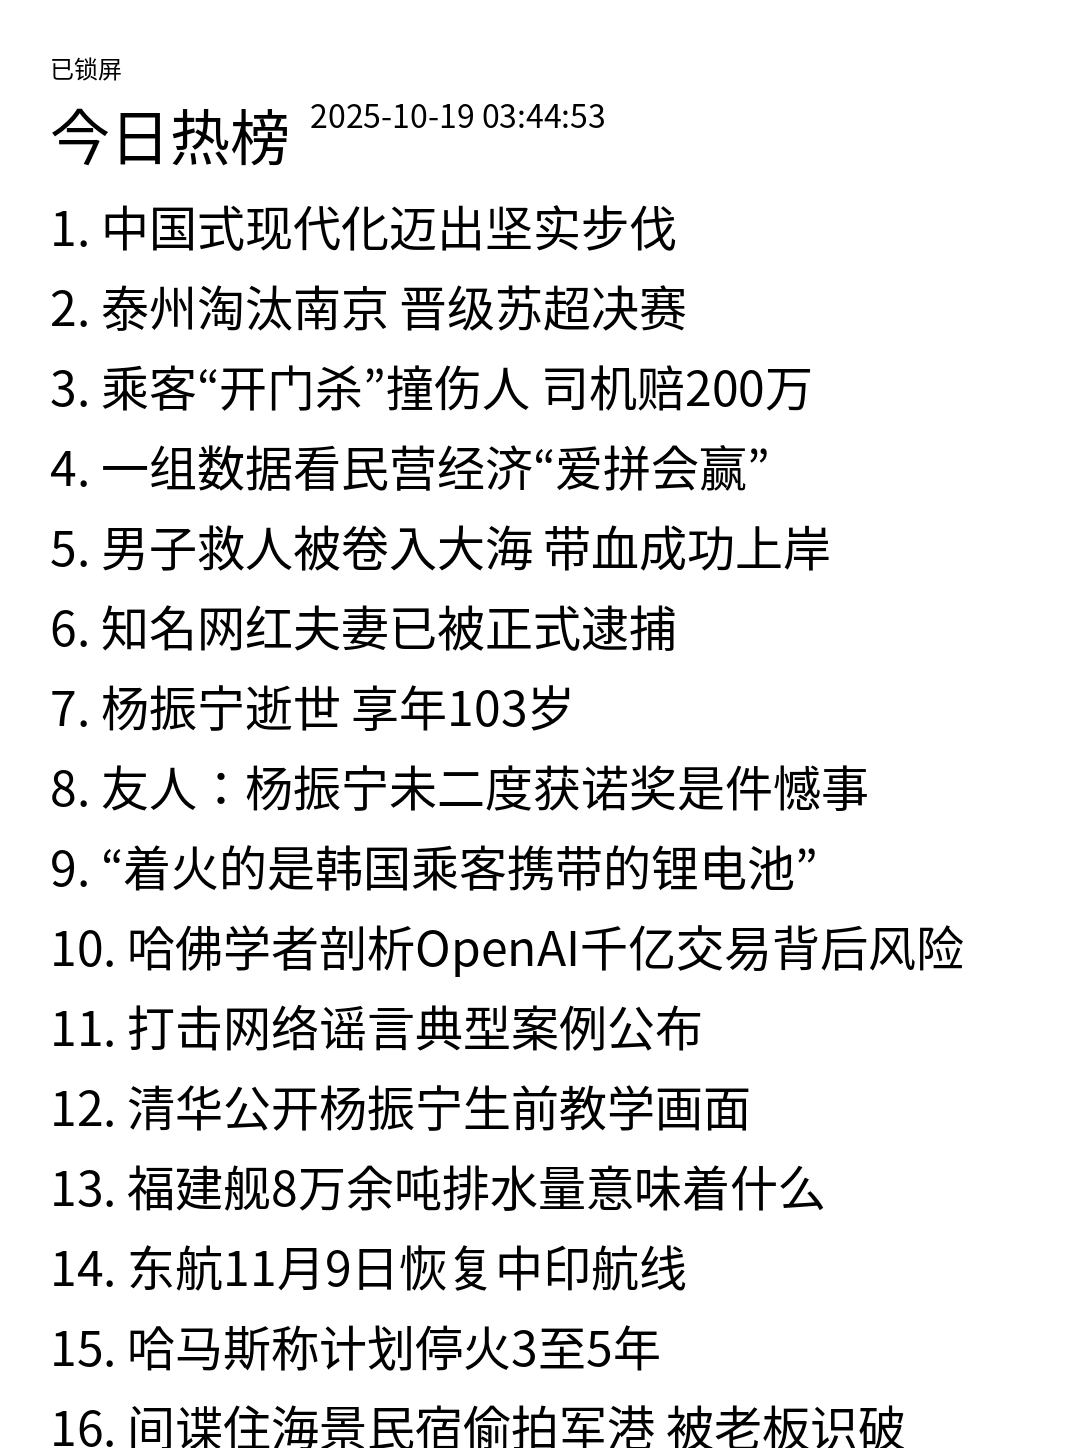 已锁屏
今日热榜 2025-10-19 03:44:53
1. 中国式现代化迈出坚实步伐
2. 泰州淘汰南京 晋级苏超决赛
3. 乘客“开门杀”撞伤人 司机赔200万
4. 一组数据看民营经济“爱拼会赢”
5. 男子救人被卷入大海 带血成功上岸
6. 知名网红夫妻已被正式逮捕
7. 杨振宁逝世 享年103岁
8. 友人：杨振宁未二度获诺奖是件憾事
9. “着火的是韩国乘客携带的锂电池”
10. 哈佛学者剖析OpenAI千亿交易背后风险
11. 打击网络谣言典型案例公布
12. 清华公开杨振宁生前教学画面
13. 福建舰8万余吨排水量意味着什么
14. 东航11月9日恢复中印航线
15. 哈马斯称计划停火3至5年
16. 间谍住海景民宿偷拍军港 被老板识破